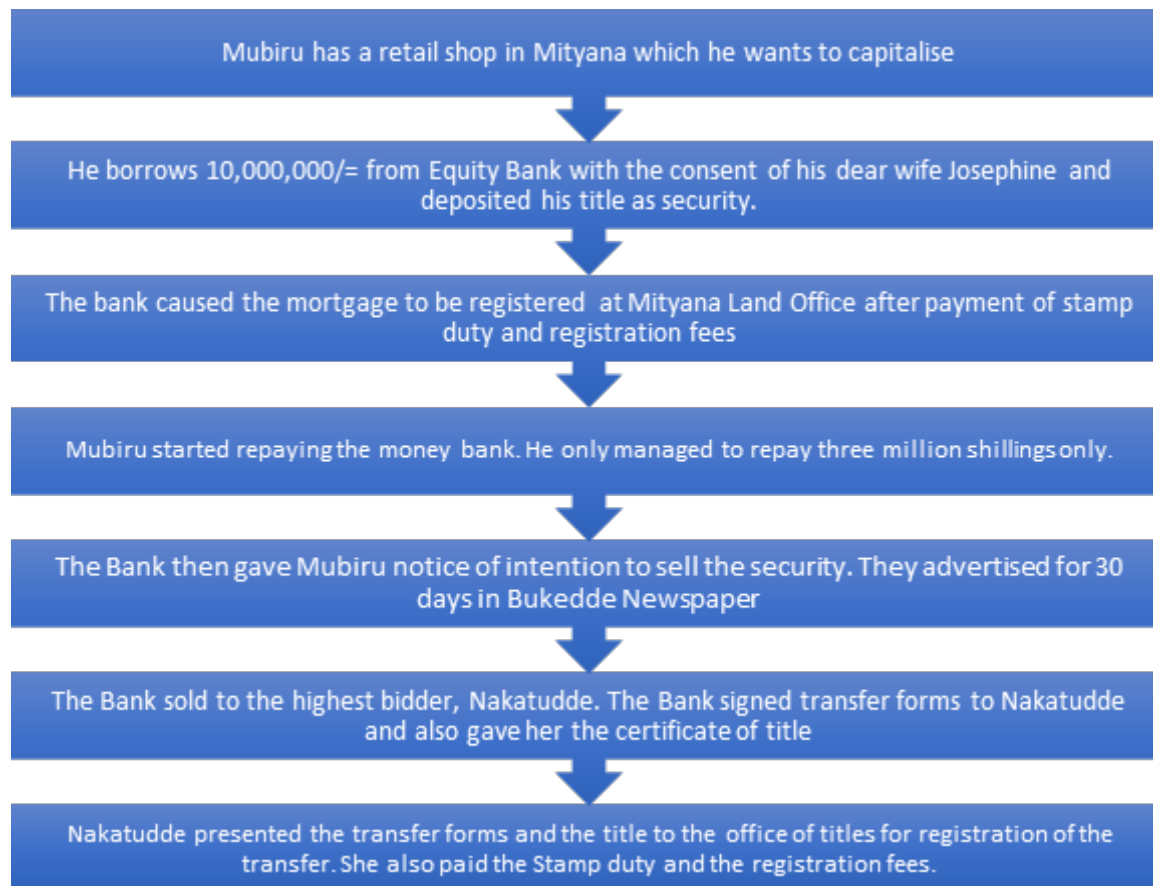 Mubiru has a retail shop in Mityana which he wants to capitalise
He borrows 10,000,000/= from Equity Bank with the consent of his dear wife Josephine and
deposited his title as security.
The bank caused the mortgage to be registered at Mityana Land Office after payment of stamp
duty and registration fees
Mubiru started repaying the money bank. He only managed to repay three million shillings only.
The Bank then gave Mubiru notice of intention to sell the security. They advertised for 30
days in Bukedde Newspaper
The Bank sold to the highest bidder, Nakatudde. The Bank signed transfer forms to Nakatudde
and also gave her the certificate of title
Nakatudde presented the transfer forms and the title to the office of titles for registration of the
transfer. She also paid the Stamp duty and the registration fees.